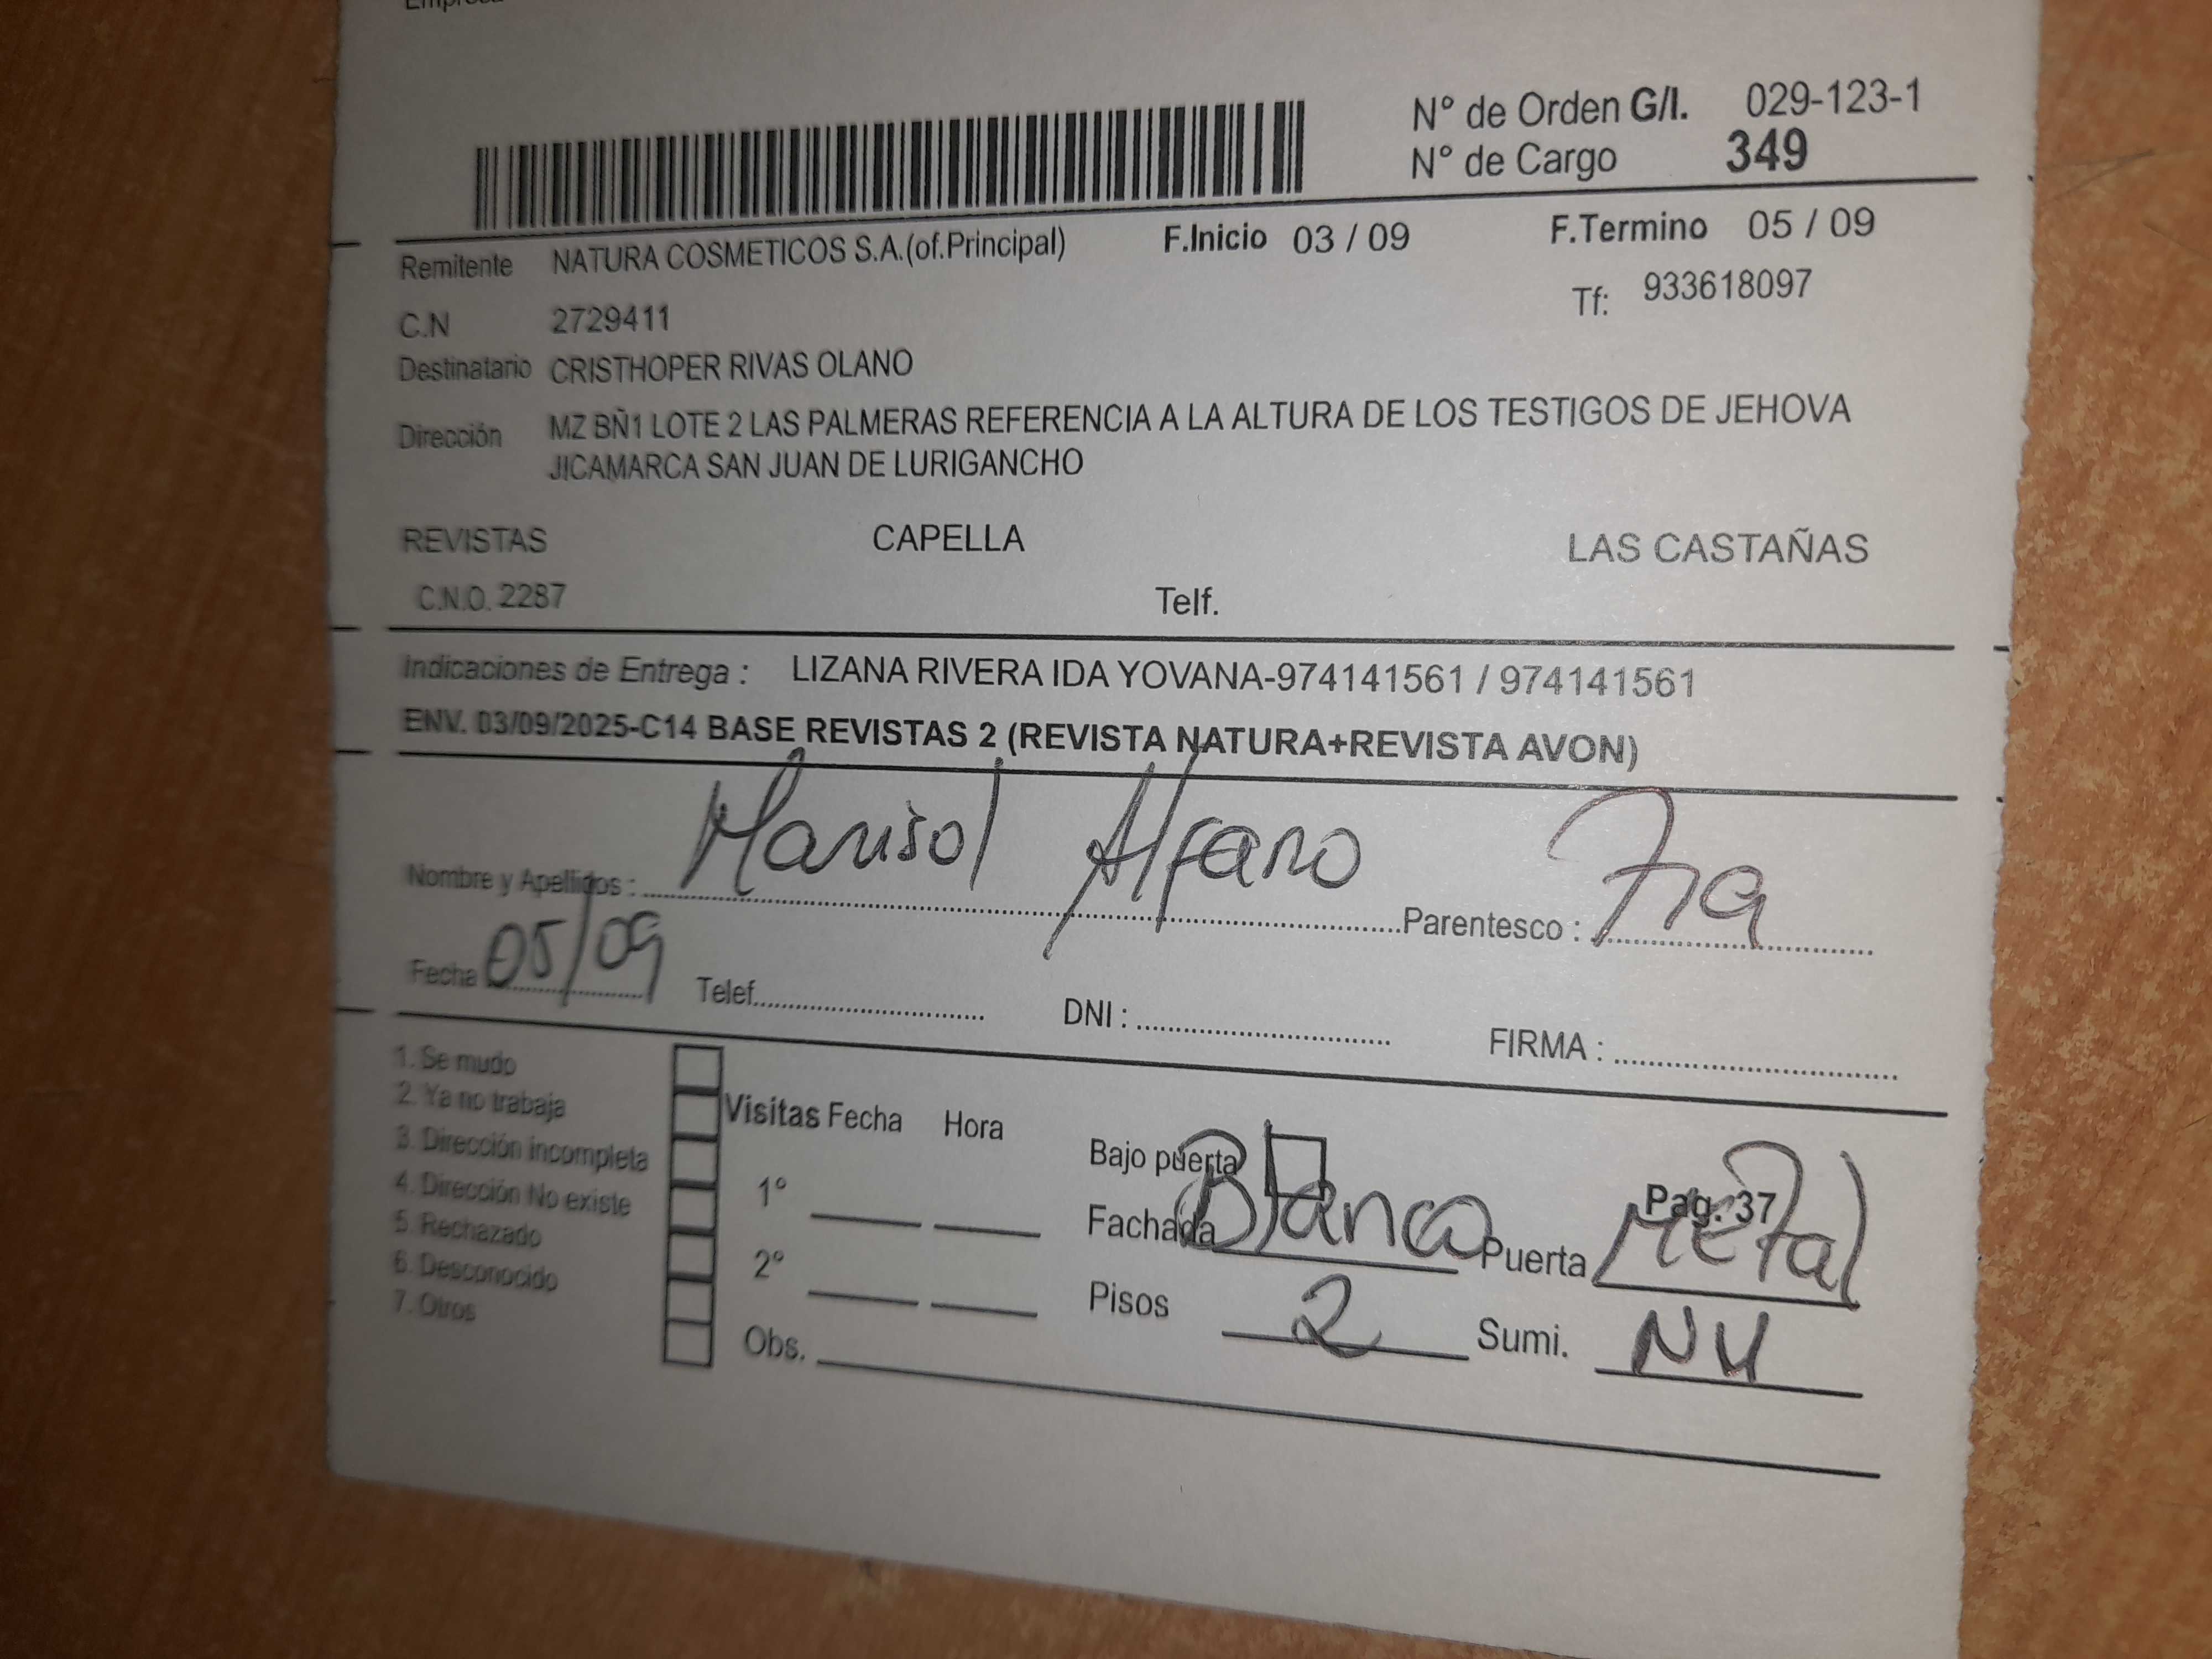 N° de Orden G/I. 029-123-1
N° de Cargo 349
Remitente NATURA COSMETICOS S.A.(of.Principal) F.Inicio 03 / 09 F.Termino 05 / 09
C.N 2729411 Tf: 933618097
Destinatario CRISTHOPER RIVAS OLANO
Dirección MZ BÑ1 LOTE 2 LAS PALMERAS REFERENCIA A LA ALTURA DE LOS TESTIGOS DE JEHOVA
JICAMARCA SAN JUAN DE LURIGANCHO
REVISTAS CAPELLA LAS CASTAÑAS
C.N.O. 2287 Telf.
Indicaciones de Entrega : LIZANA RIVERA IDA YOVANA-974141561 / 974141561
ENV. 03/09/2025-C14 BASE REVISTAS 2 (REVISTA NATURA+REVISTA AVON)
Nombre y Apellidos : Marisol Alfaro Parentesco : Tia
Fecha 05/09 Telef. DNI : FIRMA :
1. Se mudo
2. Ya no trabaja
3. Dirección incompleta
4. Dirección No existe
5. Rechazado
6. Desconocido
7. Otros
Visitas Fecha Hora
1°
2°
Obs.
Bajo puerta Pag. 37
Fachada Blanca Puerta Metal
Pisos 2 Sumi. NH